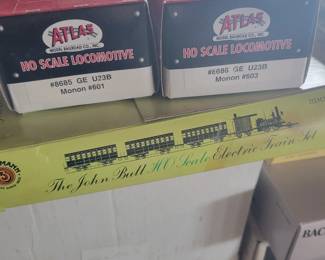 ATLAS
MODEL RAILROAD CO., INC.
HO SCALE LOCOMOTIVE
#8685 GE U23B
Monon #601
ATLAS
MODEL RAILROAD CO., INC.
HO SCALE LOCOMOTIVE
#8686 GE U23B
Monon #603
The John Bull HO Scale Electric Train Set
BAC